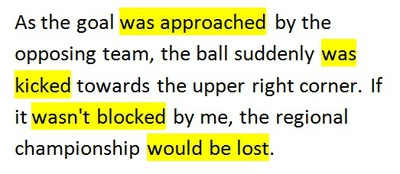 As the goal was approached by the
opposing team, the ball suddenly was
kicked towards the upper right corner. If
it wasn't blocked by me, the regional
championship would be lost.